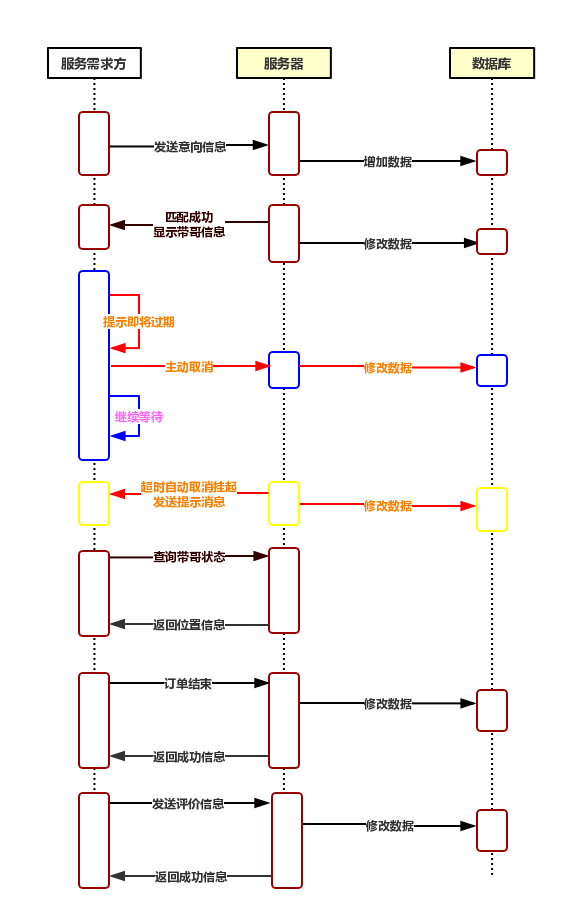 服务需求方
服务器
数据库
发送意向信息
增加数据
匹配成功
显示带哥信息
修改数据
提示即将过期
主动取消
修改数据
继续等待
超时自动取消挂起
发送提示消息
修改数据
查询带哥状态
返回位置信息
订单结束
修改数据
返回成功信息
发送评价信息
修改数据
返回成功信息